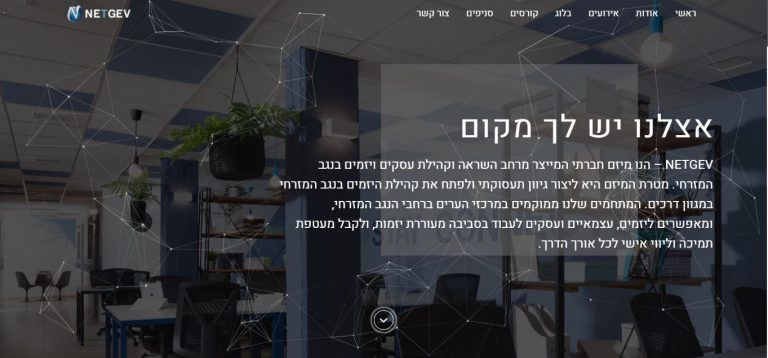 NETGEV
ראשי אודות אירועים בלוג קורסים סניפים צור קשר
אצלנו יש לך מקום
NETGEV.– הנו מיזם חברתי המייצר מרחב השראה וקהילת עסקים ויזמים בנגב
המזרחי. מטרת המיזם היא ליצור גיוון תעסוקתי ולפתח את קהילת היזמים בנגב המזרחי
במגוון דרכים. המתחמים שלנו ממוקמים במרכזי הערים ברחבי הנגב המזרחי,
ומאפשרים ליזמים, עצמאיים ועסקים לעבוד בסביבה מעוררת יזמות, ולקבל מעטפת
תמיכה וליווי אישי לכל אורך הדרך.